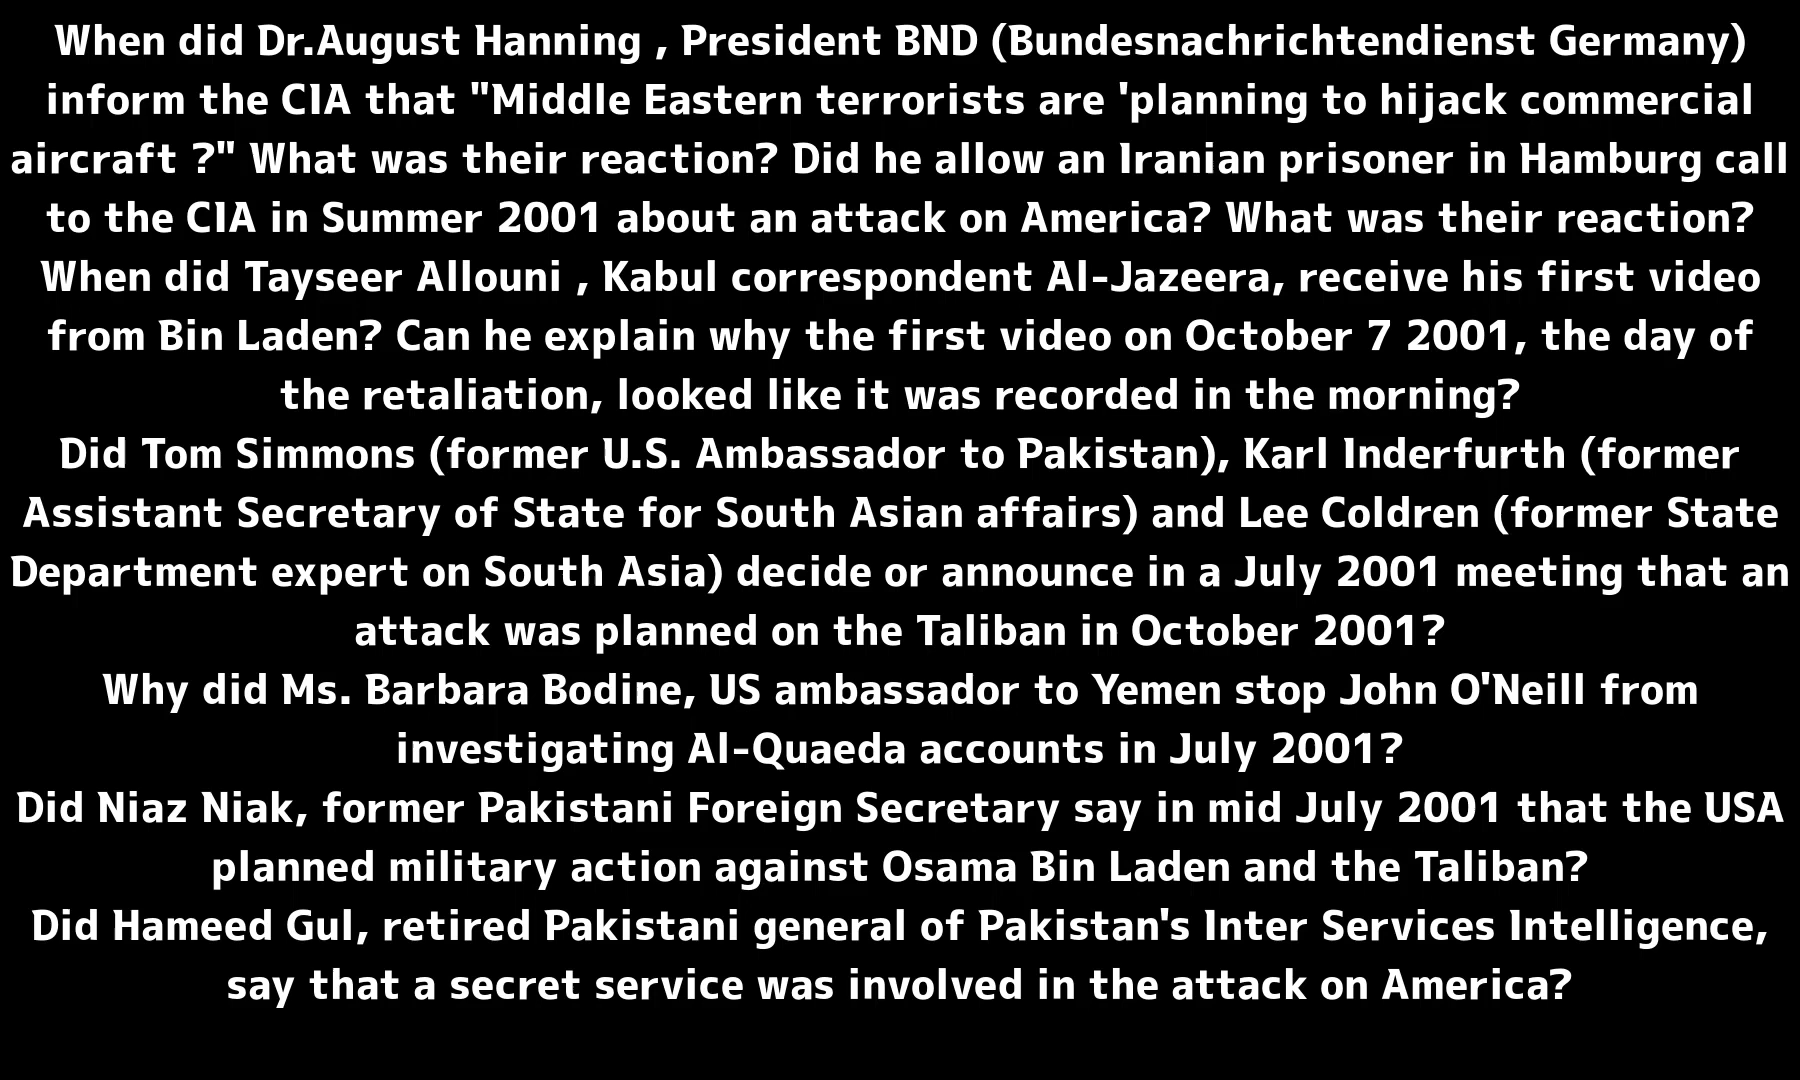 When did Dr.August Hanning , President BND (Bundesnachrichtendienst Germany)
inform the CIA that "Middle Eastern terrorists are 'planning to hijack commercial
aircraft ?" What was their reaction? Did he allow an Iranian prisoner in Hamburg call
to the CIA in Summer 2001 about an attack on America? What was their reaction?
When did Tayseer Allouni , Kabul correspondent Al-Jazeera, receive his first video
from Bin Laden? Can he explain why the first video on October 7 2001, the day of
the retaliation, looked like it was recorded in the morning?
Did Tom Simmons (former U.S. Ambassador to Pakistan), Karl Inderfurth (former
Assistant Secretary of State for South Asian affairs) and Lee Coldren (former State
Department expert on South Asia) decide or announce in a July 2001 meeting that an
attack was planned on the Taliban in October 2001?
Why did Ms. Barbara Bodine, US ambassador to Yemen stop John O'Neill from
investigating Al-Quaeda accounts in July 2001?
Did Niaz Niak, former Pakistani Foreign Secretary say in mid July 2001 that the USA
planned military action against Osama Bin Laden and the Taliban?
Did Hameed Gul, retired Pakistani general of Pakistan's Inter Services Intelligence,
say that a secret service was involved in the attack on America?